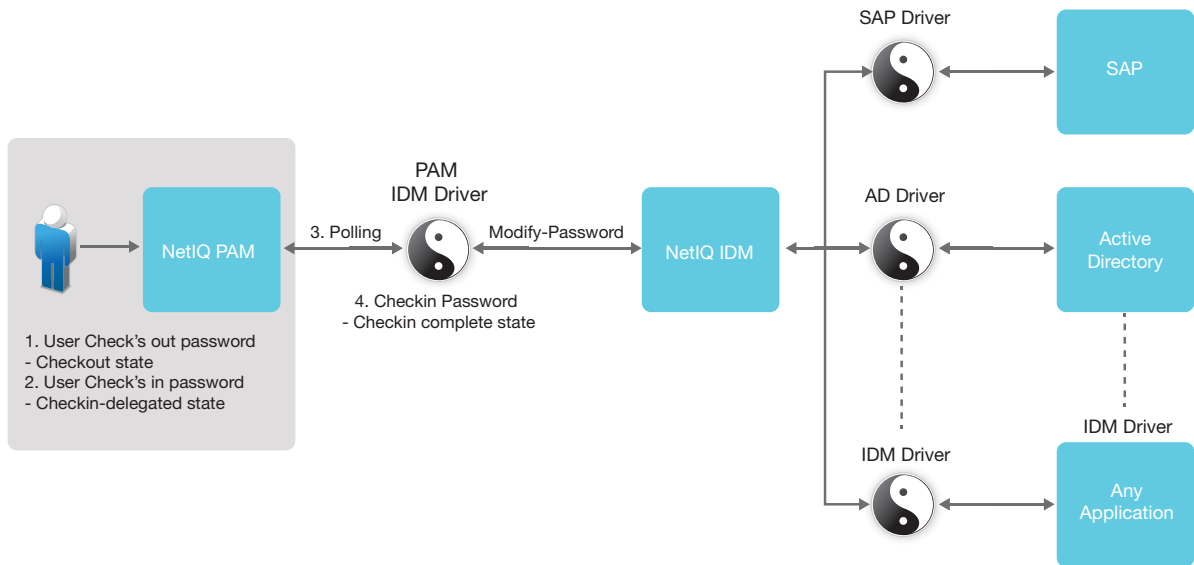 SAP Driver
SAP
PAM
IDM Driver
AD Driver
NetIQ PAM
3. Polling
Modify-Password
NetIQ IDM
Active
Directory
4. Checkin Password
- Checkin complete state
1. User Check's out password
- Checkout state
2. User Check's in password
- Checkin-delegated state
IDM Driver
IDM Driver
Any
Application